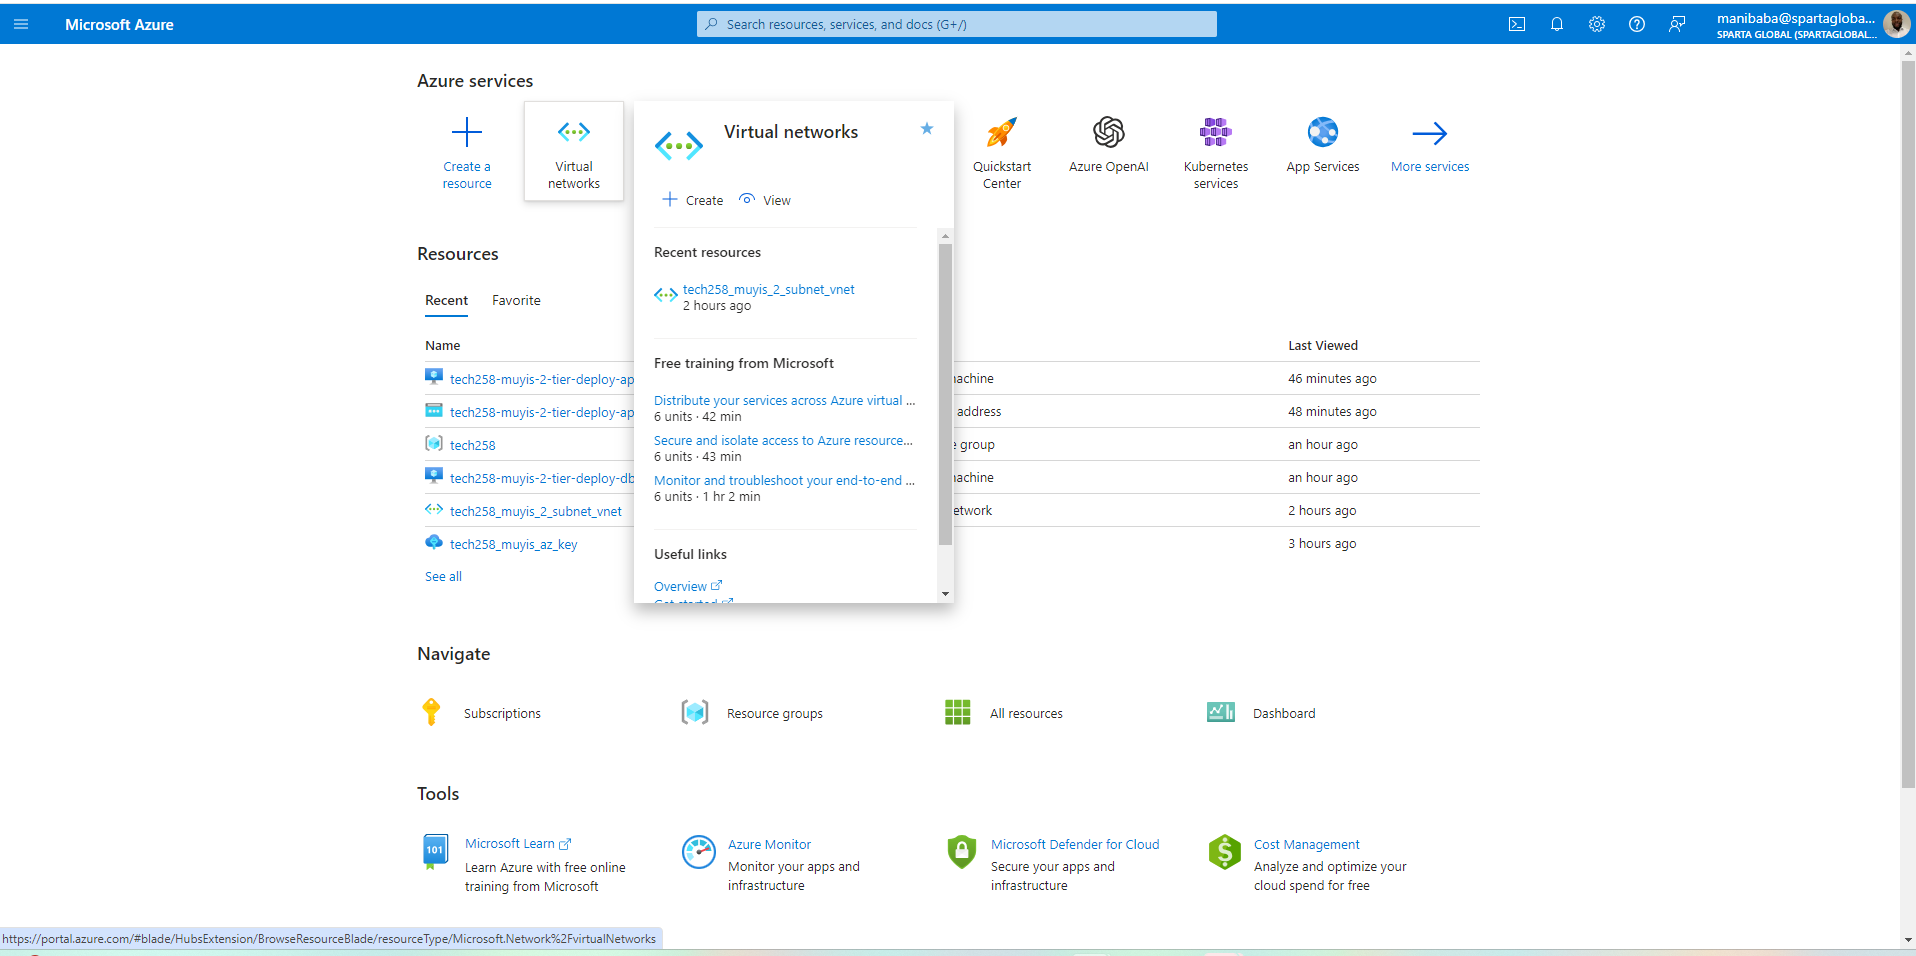 Microsoft Azure
Search resources, services, and docs (G+/)
manibaba@spartagloba...
SPARTA GLOBAL (SPARTAGLOBAL...
Azure services
Create a
resource
Virtual
networks
Virtual networks
Create
View
Quickstart
Center
Azure OpenAI
Kubernetes
services
App Services
More services
Recent resources
tech258_muyis_2_subnet_vnet
2 hours ago
Free training from Microsoft
Distribute your services across Azure virtual ...
6 units · 42 min
Secure and isolate access to Azure resource...
6 units · 43 min
Monitor and troubleshoot your end-to-end ...
6 units · 1 hr 2 min
Useful links
Overview
Get started
Resources
Recent
Favorite
Name
Last Viewed
tech258-muyis-2-tier-deploy-ap
achine
46 minutes ago
tech258-muyis-2-tier-deploy-ap
address
48 minutes ago
tech258
e group
an hour ago
tech258-muyis-2-tier-deploy-db
achine
an hour ago
tech258_muyis_2_subnet_vnet
etwork
2 hours ago
tech258_muyis_az_key
3 hours ago
See all
Navigate
Subscriptions
Resource groups
All resources
Dashboard
Tools
101
Microsoft Learn
Learn Azure with free online
training from Microsoft
Azure Monitor
Monitor your apps and
infrastructure
Microsoft Defender for Cloud
Secure your apps and
infrastructure
$
Cost Management
Analyze and optimize your
cloud spend for free
https://portal.azure.com/#blade/HubsExtension/BrowseResourceBlade/resourceType/Microsoft.Network%2FvirtualNetworks